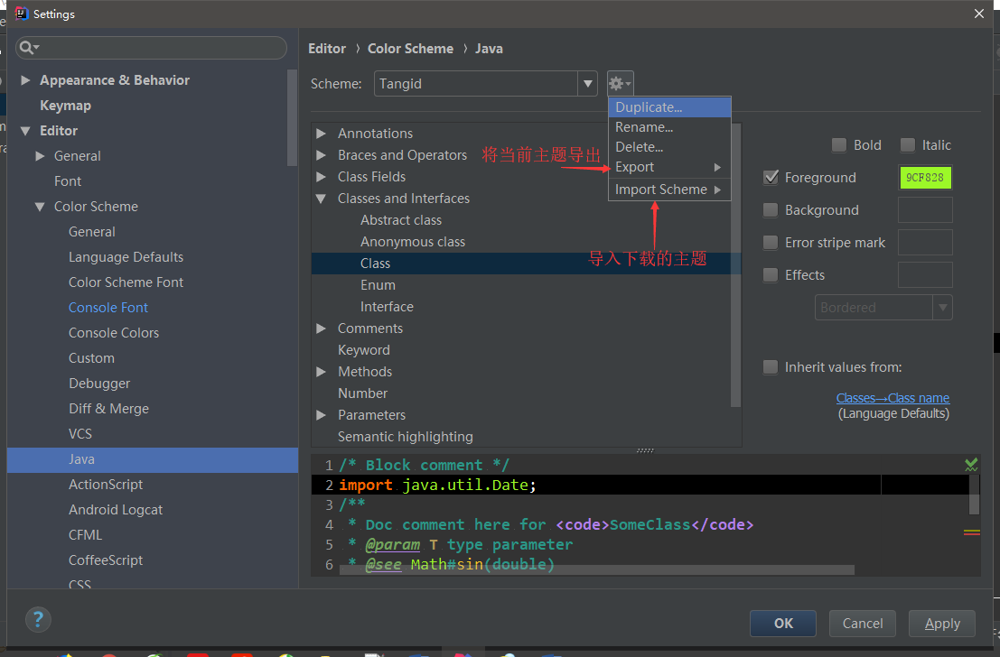 Settings
Editor › Color Scheme › Java
Appearance & Behavior
Keymap
Editor
General
Font
Color Scheme
General
Language Defaults
Color Scheme Font
Console Font
Console Colors
Custom
Debugger
Diff & Merge
VCS
Java
ActionScript
Android Logcat
CFML
CoffeeScript
CSS
Scheme: Tangid
Duplicate...
Rename...
Delete...
Export
Import Scheme
将当前主题导出
导入下载的主题
Annotations
Braces and Operators
Class Fields
Classes and Interfaces
Abstract class
Anonymous class
Class
Enum
Interface
Comments
Keyword
Methods
Number
Parameters
Semantic highlighting
Bold Italic
Foreground 9CF828
Background
Error stripe mark
Effects
Bordered
Inherit values from:
Classes→Class name
(Language Defaults)
1 /* Block comment */
2 import java.util.Date;
3 /**
4 * Doc comment here for <code>SomeClass</code>
5 * @param T type parameter
6 * @see Math#sin(double)
?
OK Cancel Apply